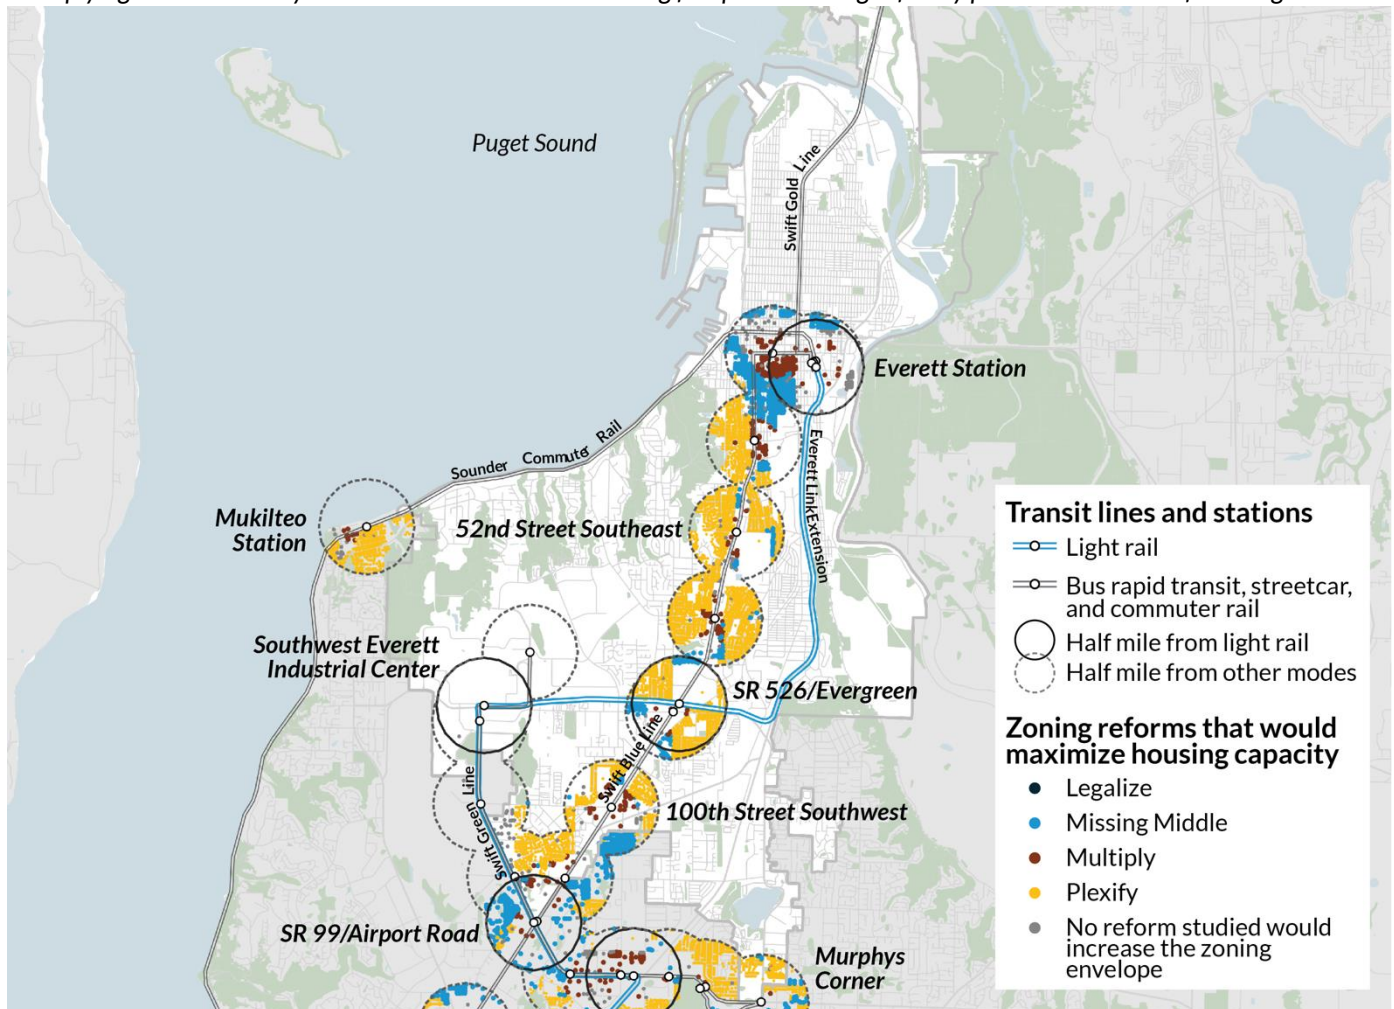 Puget Sound
Swift Gold Line
Everett Station
Everett Link Extension
Sounder Commuter Rail
Mukilteo
Station
52nd Street Southeast
Southwest Everett
Industrial Center
SR 526/Evergreen
Swift Blue Line
Swift Green Line
100th Street Southwest
SR 99/Airport Road
Murphys
Corner
Transit lines and stations
Light rail
Bus rapid transit, streetcar,
and commuter rail
Half mile from light rail
Half mile from other modes
Zoning reforms that would
maximize housing capacity
Legalize
Missing Middle
Multiply
Plexify
No reform studied would
increase the zoning
envelope